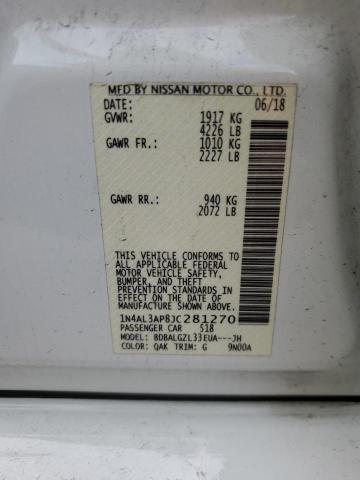 MFD BY NISSAN MOTOR CO., LTD.
DATE: 06/18
GVWR: 1917 KG
4226 LB
GAWR FR.: 1010 KG
2227 LB
GAWR RR.: 940 KG
2072 LB
THIS VEHICLE CONFORMS TO
ALL APPLICABLE FEDERAL
MOTOR VEHICLE SAFETY,
BUMPER, AND THEFT
PREVENTION STANDARDS
IN EFFECT ON THE DATE OF
MANUFACTURE SHOWN ABOVE.
1N4AL3AP8JC281270
PASSENGER CAR 518
MODEL: BDBALGZL33EUA---JH
COLOR: QAK TRIM: G 9N00A